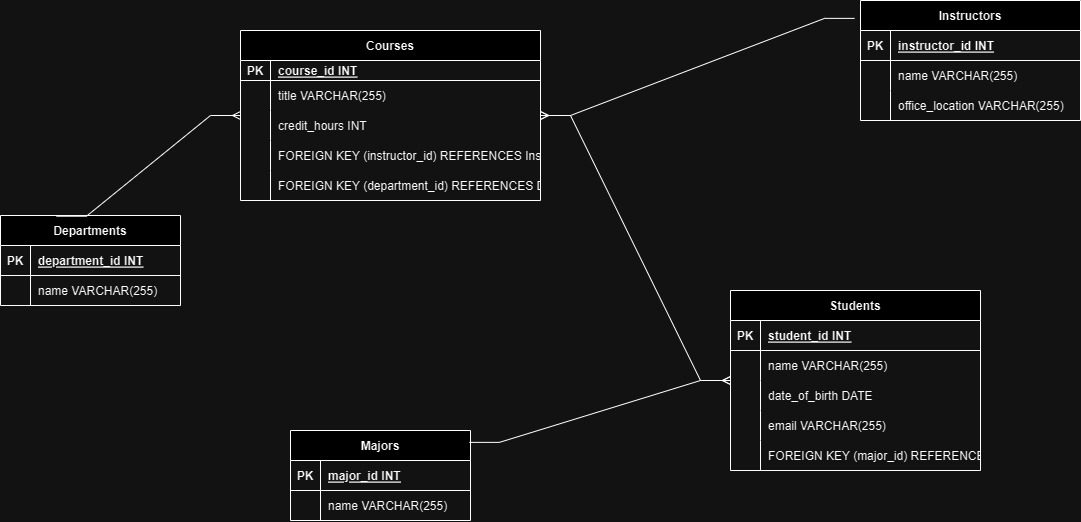 Instructors
PK instructor_id INT
name VARCHAR(255)
office_location VARCHAR(255)
Courses
PK course_id INT
title VARCHAR(255)
credit_hours INT
FOREIGN KEY (instructor_id) REFERENCES Ins
FOREIGN KEY (department_id) REFERENCES D
Departments
PK department_id INT
name VARCHAR(255)
Students
PK student_id INT
name VARCHAR(255)
date_of_birth DATE
email VARCHAR(255)
FOREIGN KEY (major_id) REFERENCE
Majors
PK major_id INT
name VARCHAR(255)